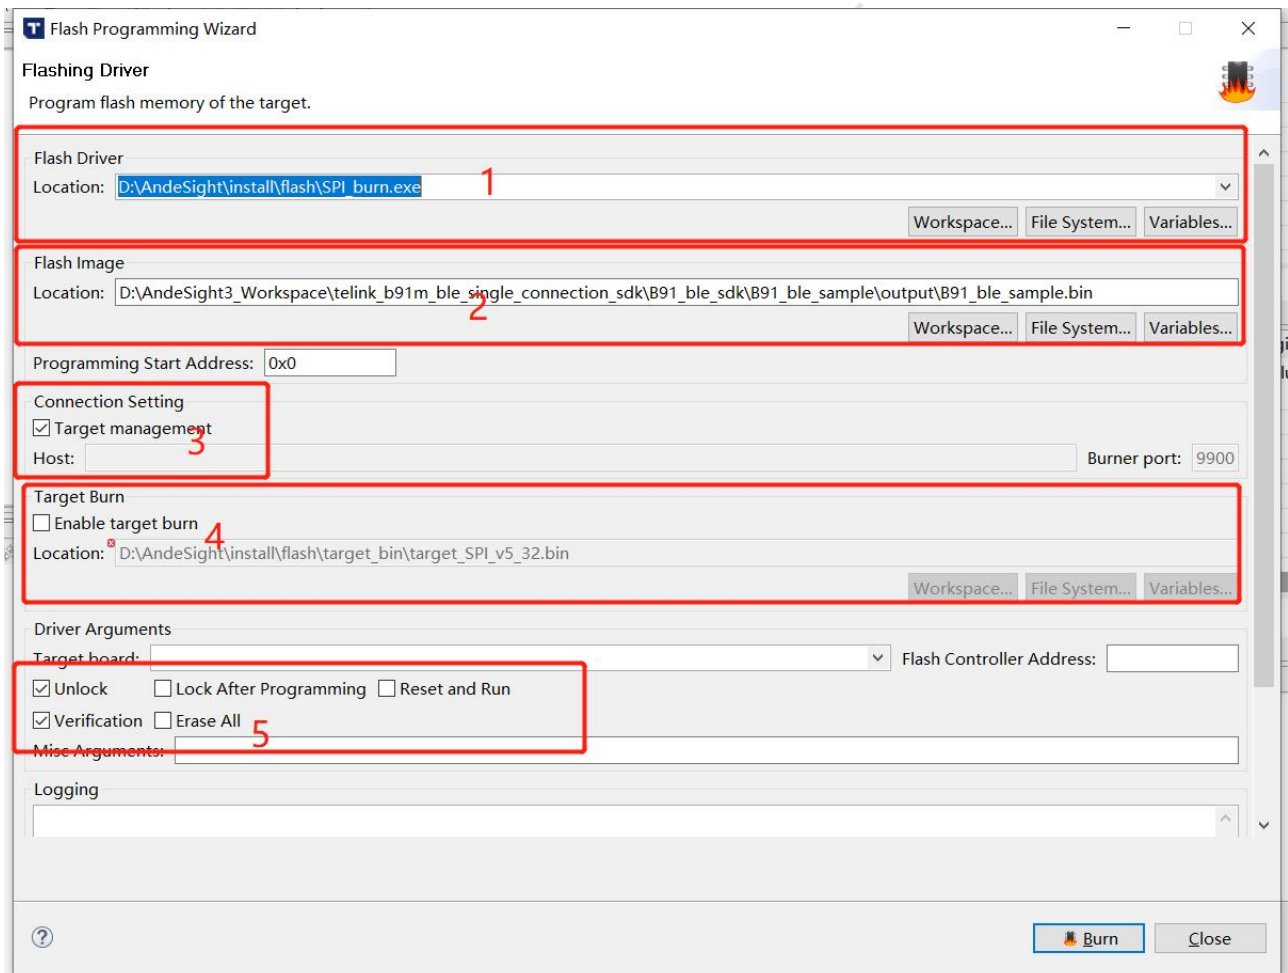 Flash Programming Wizard
Flashing Driver
Program flash memory of the target.
Flash Driver
1
Location: D:\AndeSight\install\flash\SPI_burn.exe
Workspace... File System... Variables...
Flash Image
Location: D:\AndeSight3_Workspace\telink_b91m_ble_single_connection_sdk\B91_ble_sdk\B91_ble_sample\output\B91_ble_sample.bin
2
Workspace... File System... Variables...
Programming Start Address: 0x0
Connection Setting
Target management
3
Host: Burner port: 9900
Target Burn
Enable target burn
4
Location: D:\AndeSight\install\flash\target_bin\target_SPI_v5_32.bin
Workspace... File System... Variables...
Driver Arguments
Target board: Flash Controller Address:
Unlock Lock After Programming Reset and Run
Verification Erase All
5
Misc Arguments:
Logging
Burn Close